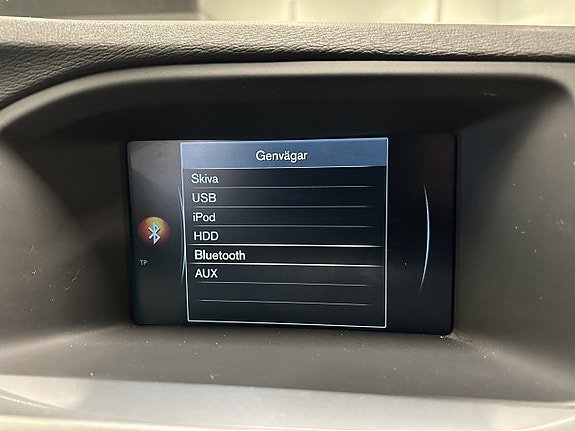 Genvägar
Skiva
USB
iPod
HDD
Bluetooth
AUX
TP